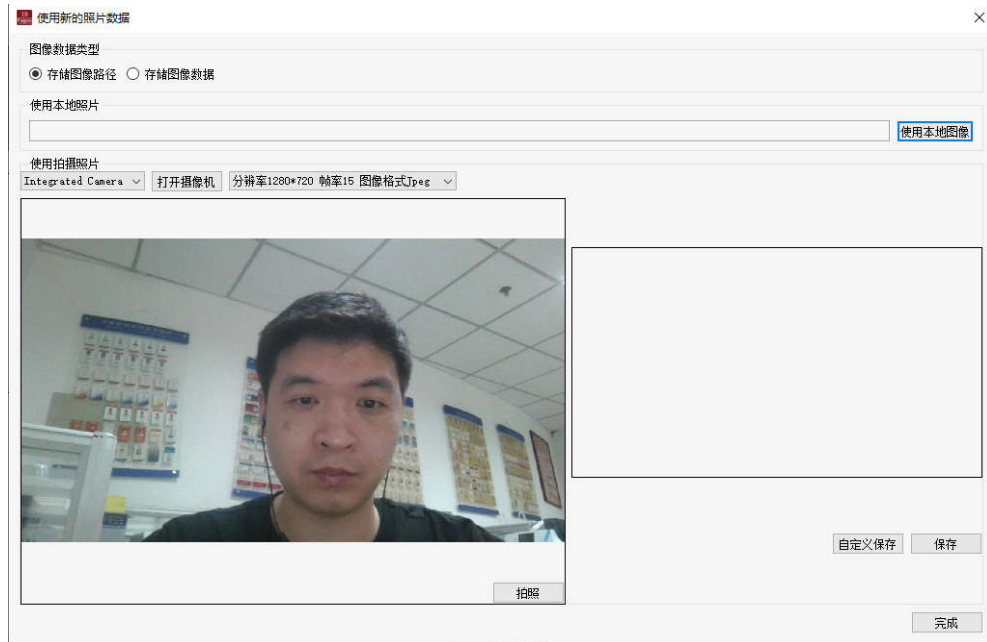 使用新的照片数据
图像数据类型
存储图像路径 存储图像数据
使用本地照片
使用本地图像
使用拍摄照片
Integrated Camera 打开摄像机 分辨率1280*720 帧率15 图像格式Jpeg
拍照
自定义保存 保存
完成